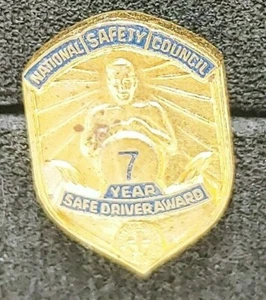 NATIONAL SAFETY COUNCIL
7
YEAR
SAFE DRIVER AWARD